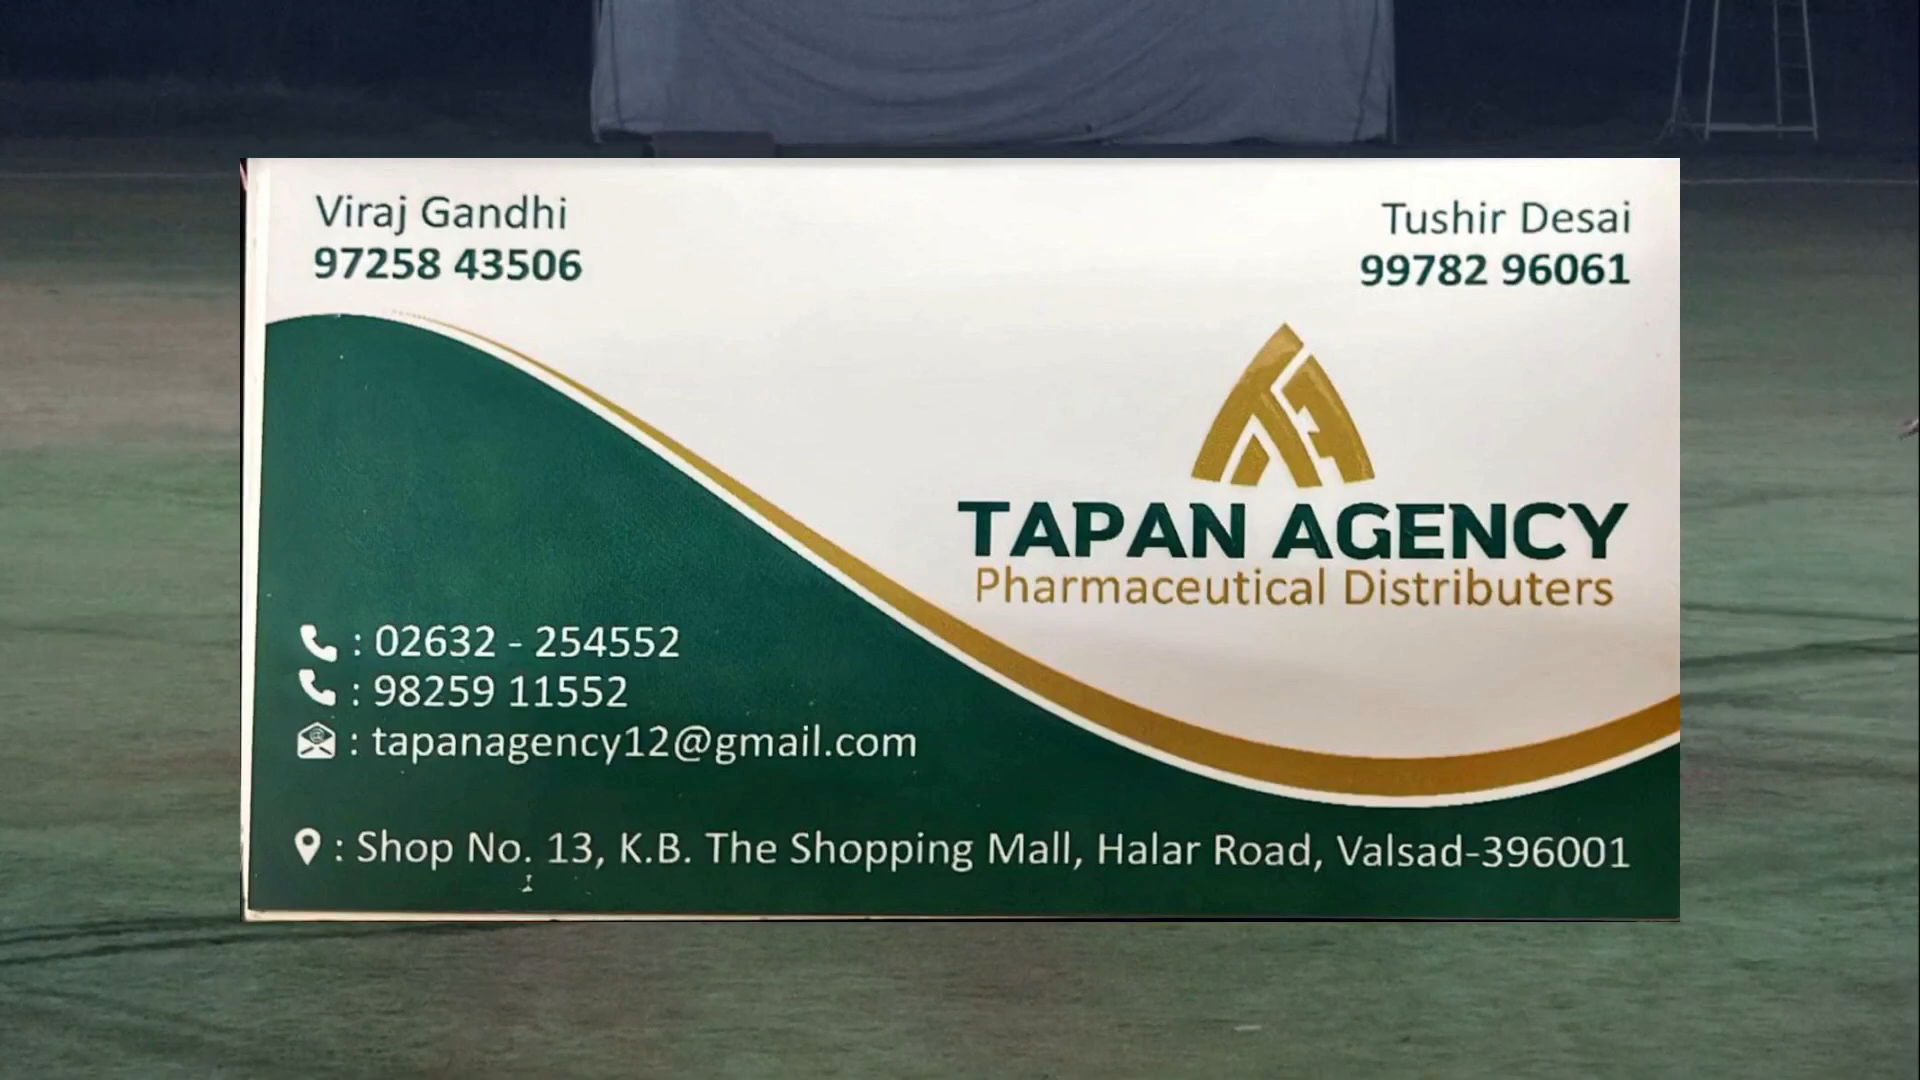 Viraj Gandhi
97258 43506
Tushir Desai
99782 96061
TAPAN AGENCY
Pharmaceutical Distributers
: 02632 - 254552
: 98259 11552
: tapanagency12@gmail.com
: Shop No. 13, K.B. The Shopping Mall, Halar Road, Valsad-396001